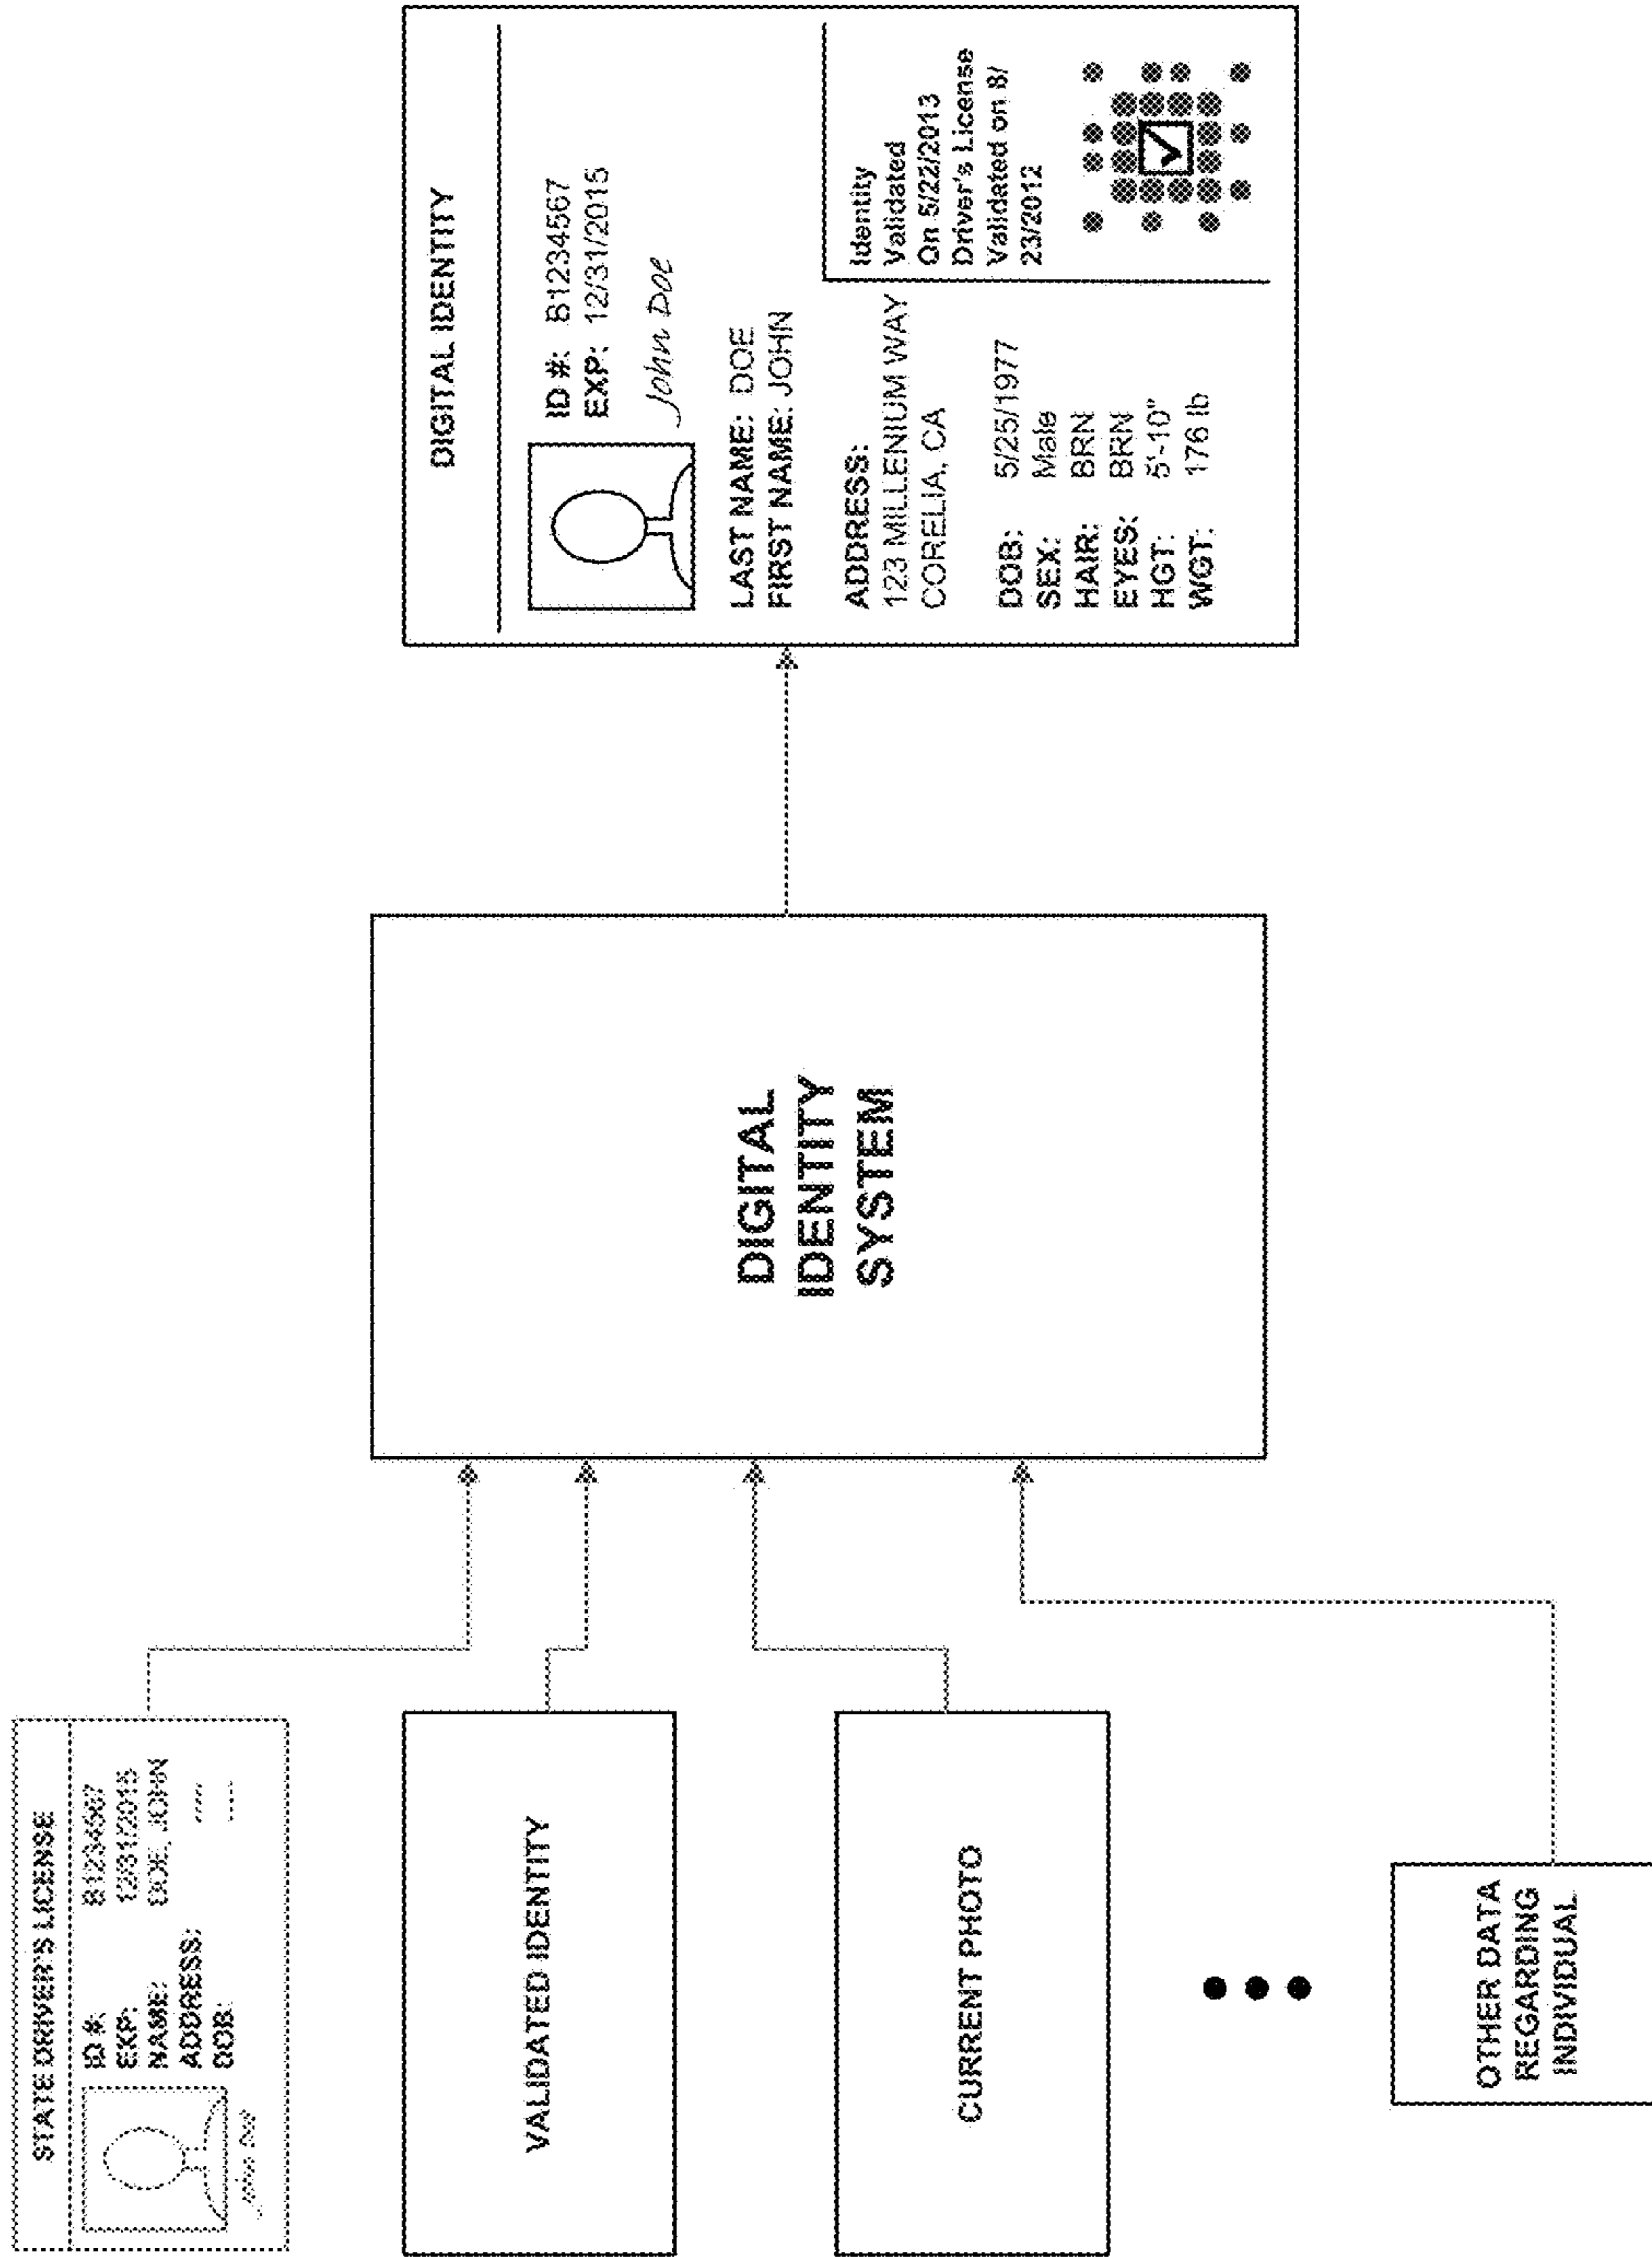 STATE DRIVER'S LICENSE
ID #: B1234567
EXP: 12/31/2015
NAME: DOE, JOHN
ADDRESS:
DOB:
John Doe
VALIDATED IDENTITY
CURRENT PHOTO
OTHER DATA
REGARDING
INDIVIDUAL
DIGITAL
IDENTITY
SYSTEM
DIGITAL IDENTITY
ID #: B1234567
EXP: 12/31/2015
John Doe
LAST NAME: DOE
FIRST NAME: JOHN
ADDRESS:
123 MILLENIUM WAY
CORELIA, CA
DOB: 5/25/1977
SEX: Male
HAIR: BRN
EYES: BRN
HGT: 5'-10"
WGT: 176 lb
Identity
Validated
On 5/22/2013
Driver's License
Validated on 8/
23/2012